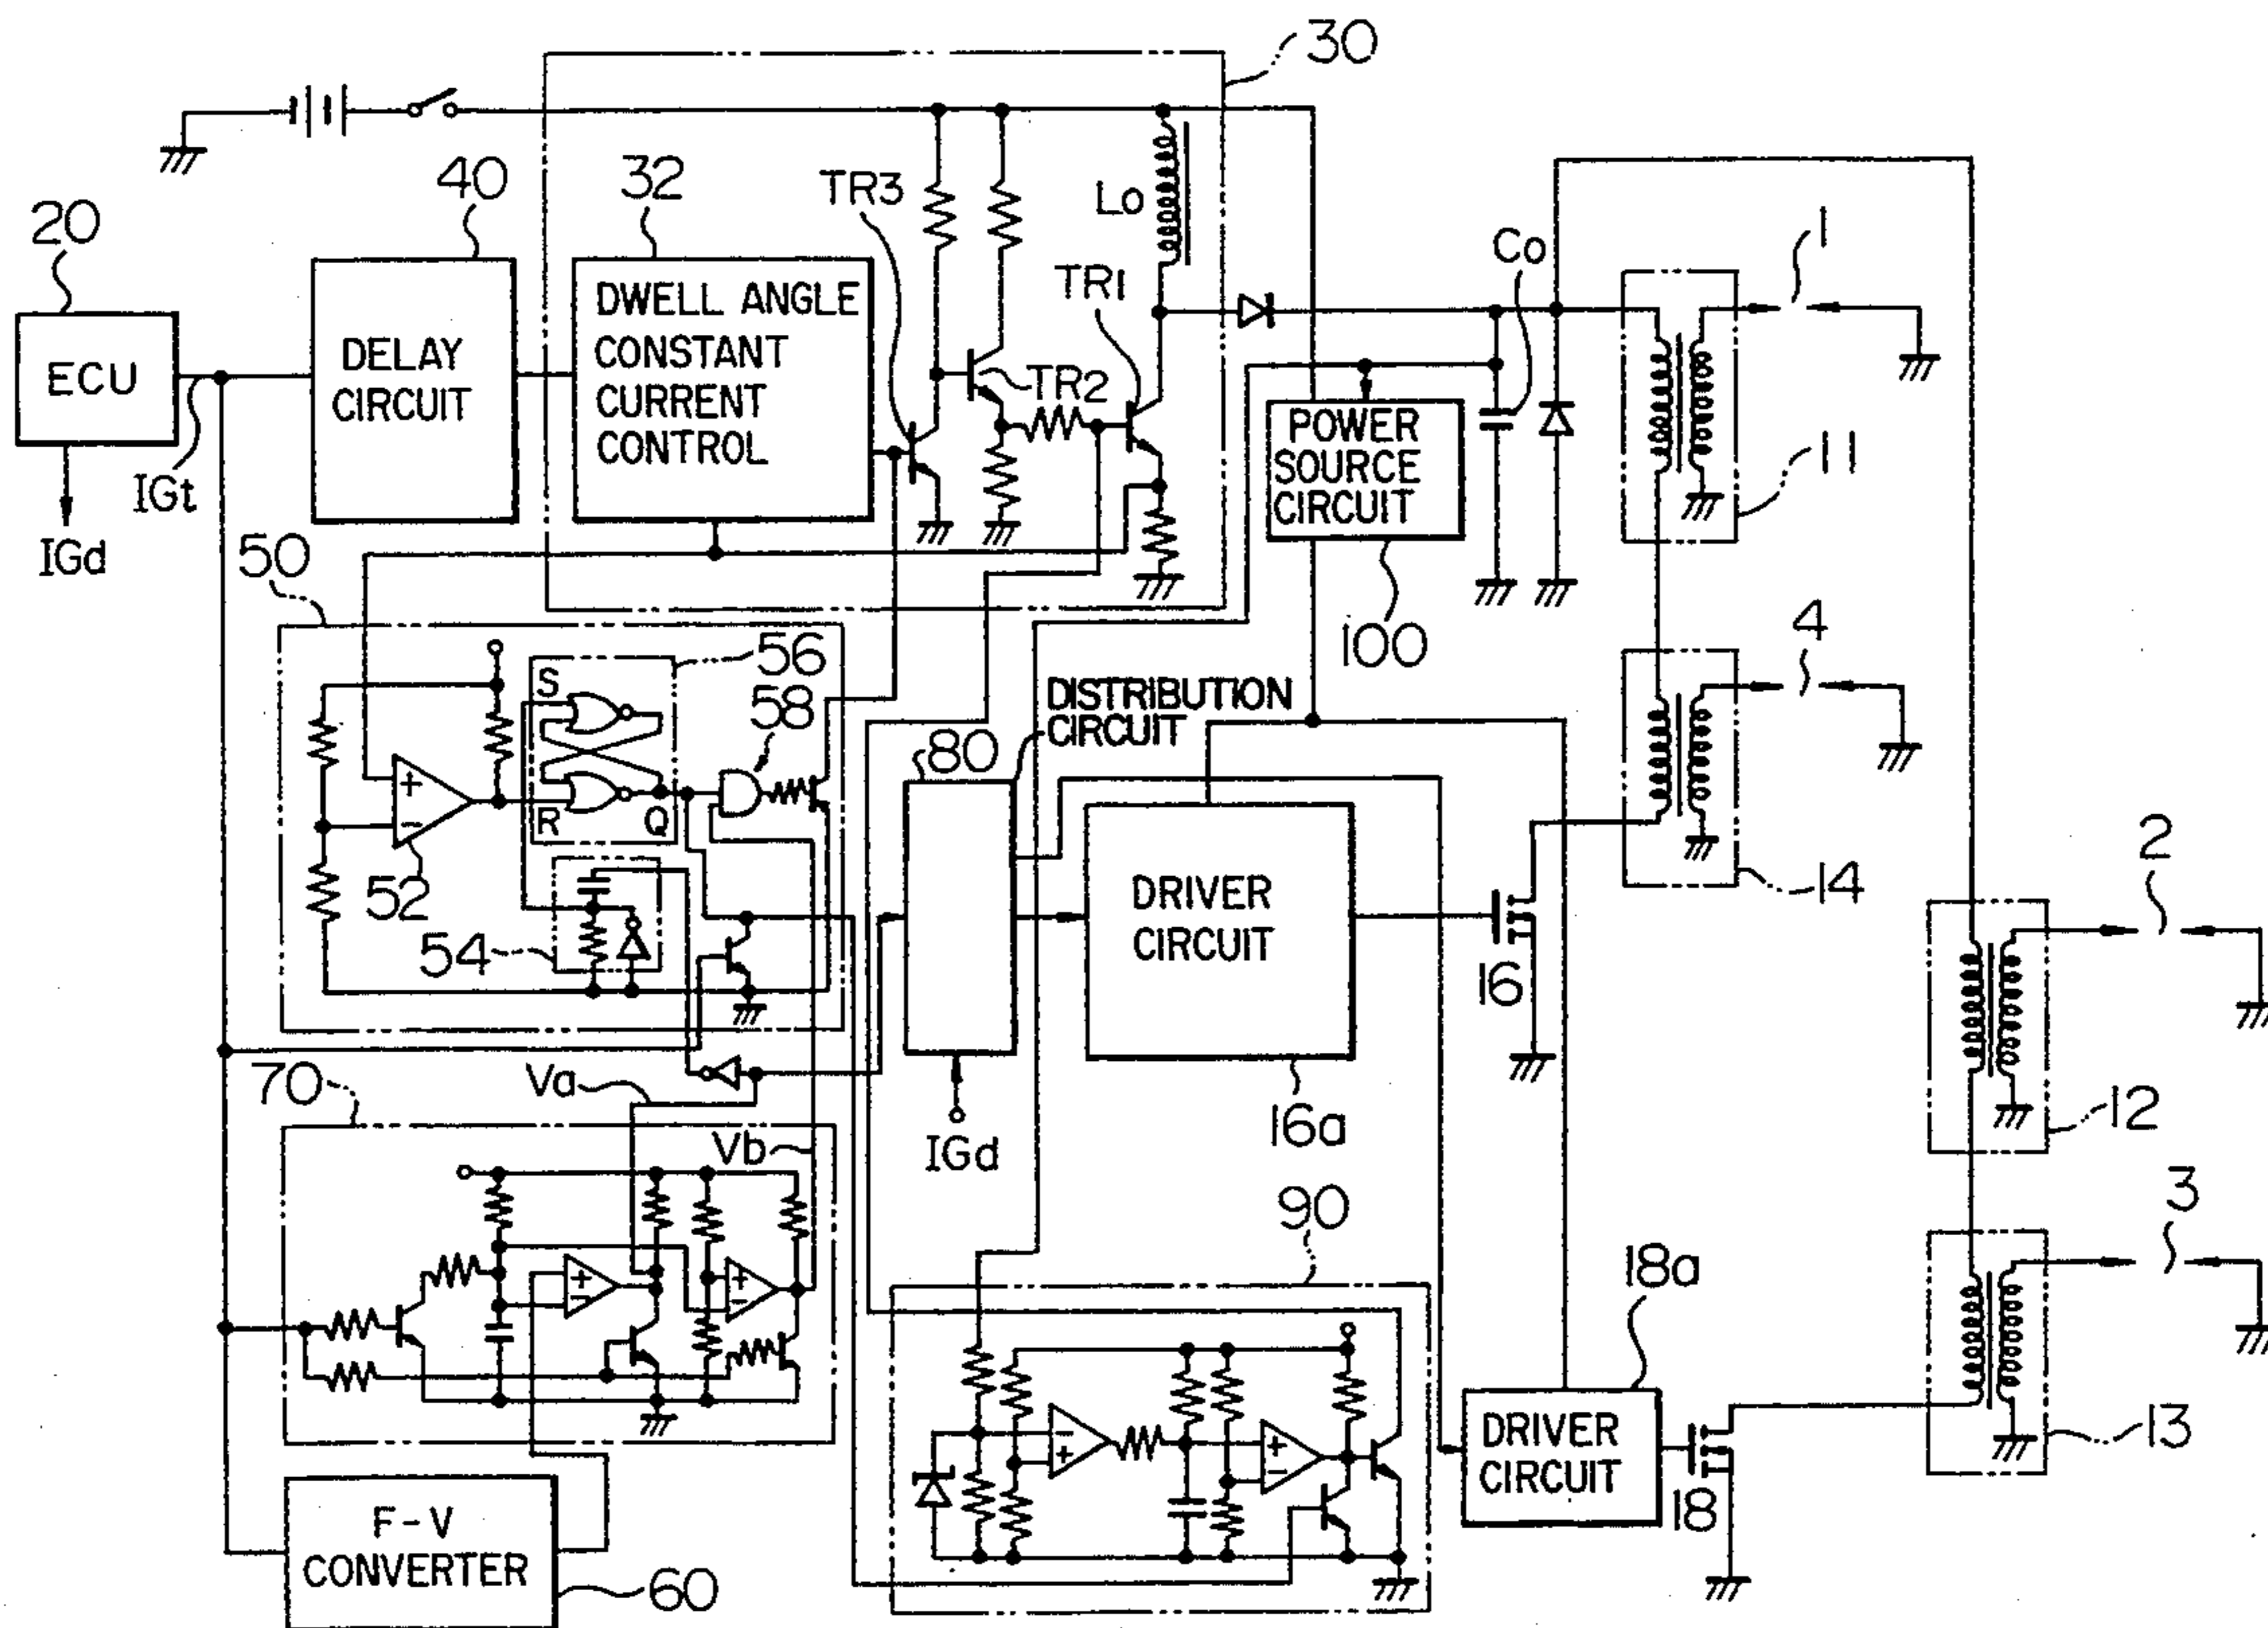 30
40
32
TR3
Lo
20
Co
1
TR1
DWELL ANGLE
CONSTANT
CURRENT
CONTROL
DELAY
CIRCUIT
ECU
TR2
POWER
SOURCE
CIRCUIT
11
IGt
IGd
50
100
4
56
S
58
DISTRIBUTION
CIRCUIT
80
+
−
R
Q
52
2
14
DRIVER
CIRCUIT
54
16
70
Va
16a
12
Vb
IGd
3
90
18a
+
−
+
−
−
+
+
−
DRIVER
CIRCUIT
18
13
F-V
CONVERTER
60